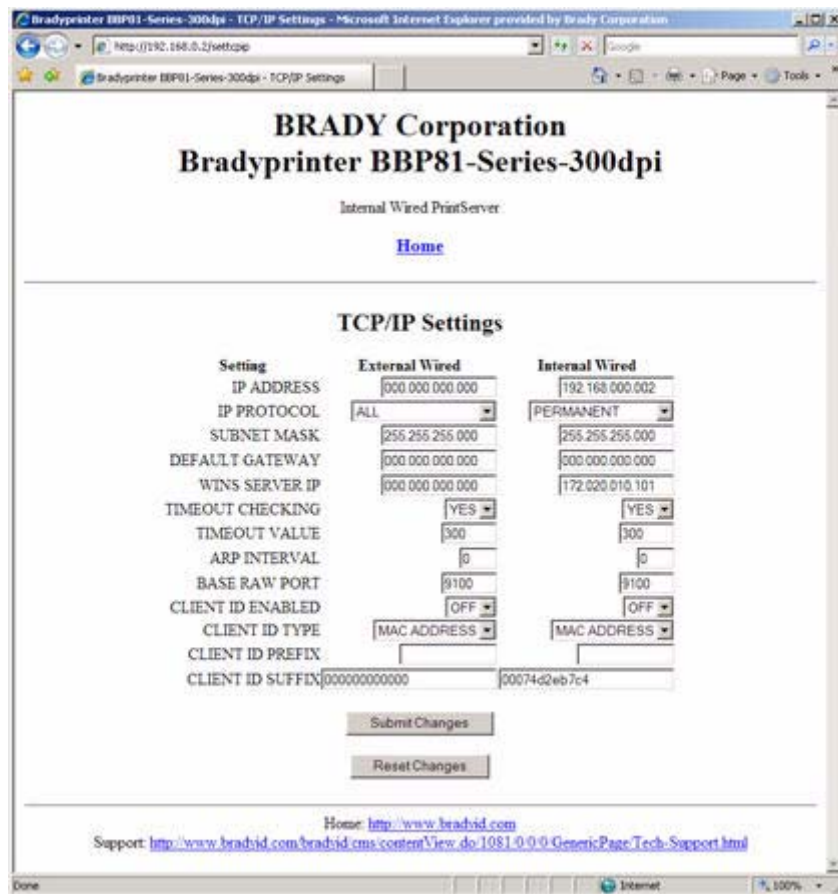 Bradyprinter BBP81-Series-300dpi - TCP/IP Settings - Microsoft Internet Explorer provided by Brady Corporation
http://192.168.0.2/settcpip
Google
Bradyprinter BBP81-Series-300dpi - TCP/IP Settings
Page
Tools
BRADY Corporation
Bradyprinter BBP81-Series-300dpi
Internal Wired PrintServer
Home
TCP/IP Settings
Setting External Wired Internal Wired
IP ADDRESS 000.000.000.000 192.168.000.002
IP PROTOCOL ALL PERMANENT
SUBNET MASK 255.255.255.000 255.255.255.000
DEFAULT GATEWAY 000.000.000.000 000.000.000.000
WINS SERVER IP 000.000.000.000 172.020.010.101
TIMEOUT CHECKING YES YES
TIMEOUT VALUE 300 300
ARP INTERVAL 0 0
BASE RAW PORT 9100 9100
CLIENT ID ENABLED OFF OFF
CLIENT ID TYPE MAC ADDRESS MAC ADDRESS
CLIENT ID PREFIX
CLIENT ID SUFFIX 000000000000 00074d2eb7c4
Submit Changes
Reset Changes
Home: http://www.bradyid.com
Support: http://www.bradyid.com/bradyid/cms/contentView.do/1081/0/0/0/GenericPage/Tech-Support.html
Done Internet 100%